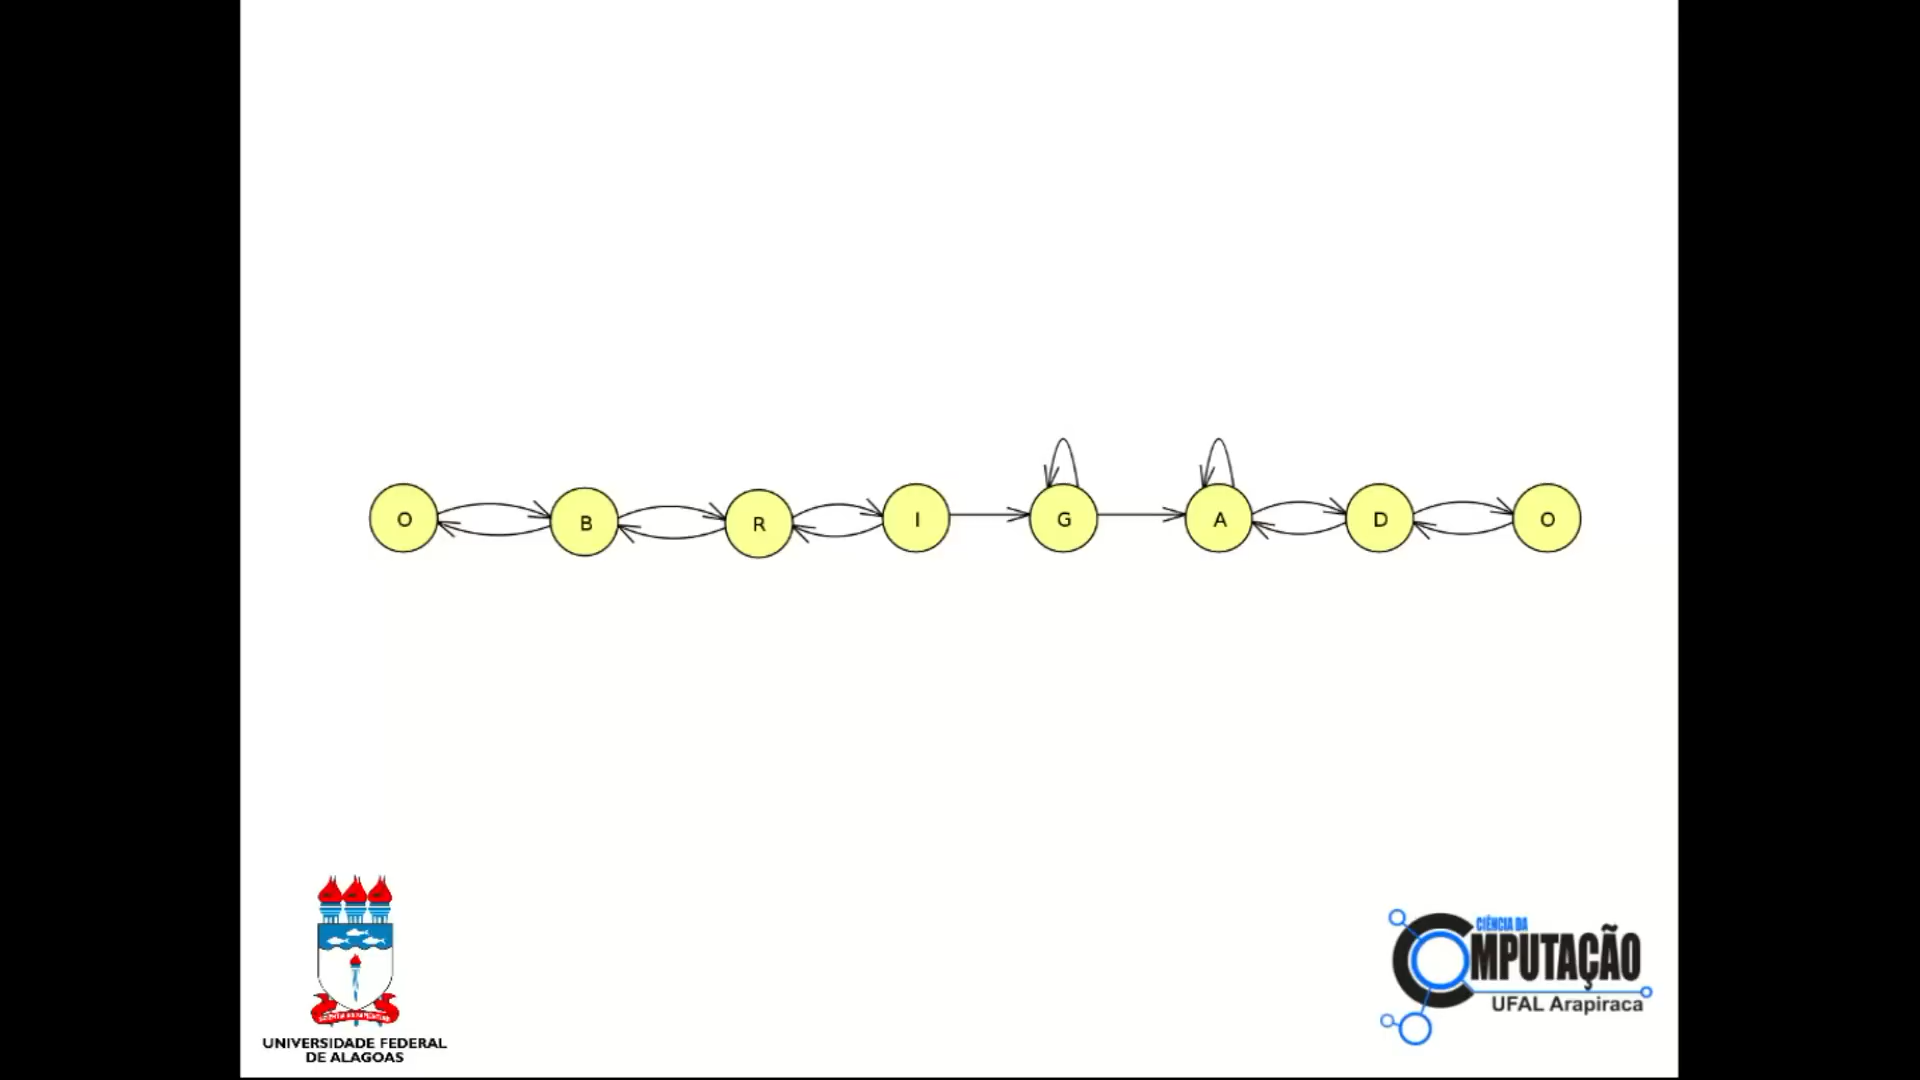 O B R I G A D O
CIÊNCIA DA
COMPUTAÇÃO
UFAL Arapiraca
UNIVERSIDADE FEDERAL
DE ALAGOAS